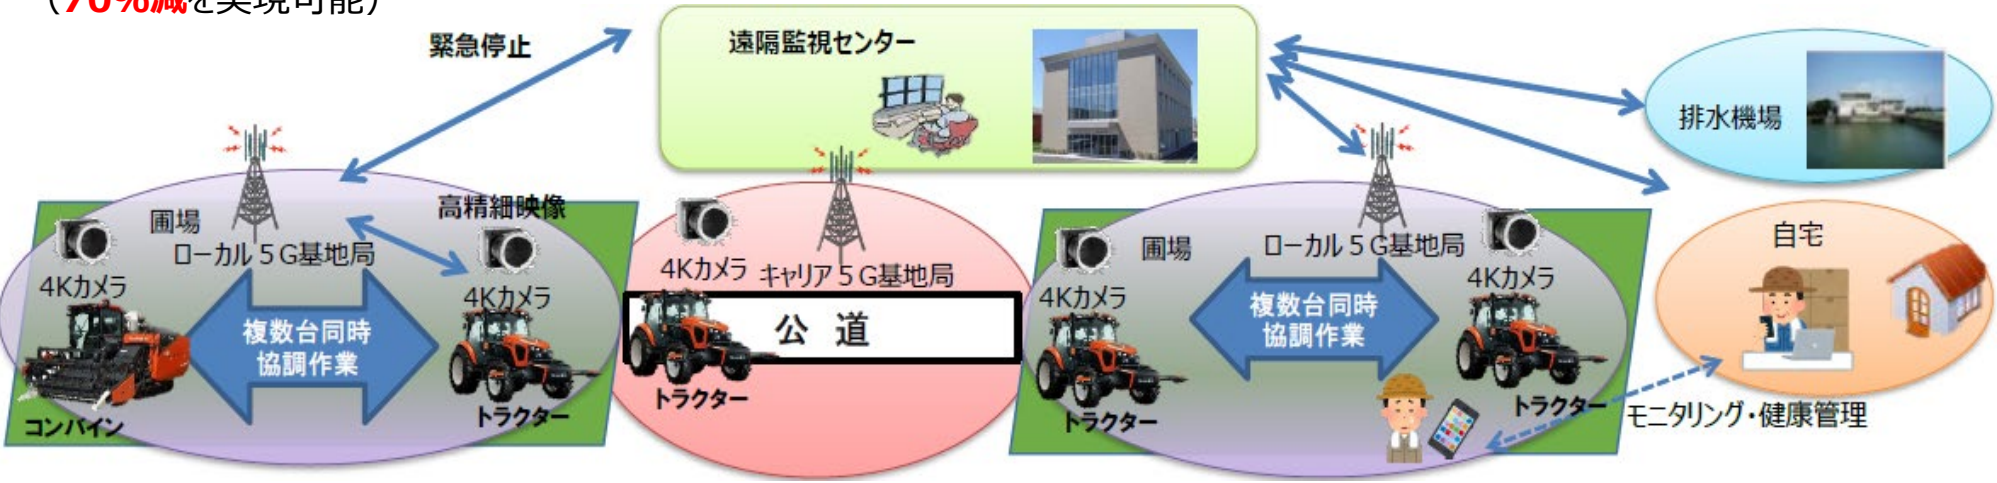 （70％減を実現可能）
緊急停止
遠隔監視センター
排水機場
圃場
高精細映像
ローカル５G基地局
4Kカメラ
4Kカメラ
複数台同時
協調作業
コンバイン
トラクター
4Kカメラ
キャリア５G基地局
公　道
トラクター
圃場
ローカル５G基地局
4Kカメラ
4Kカメラ
複数台同時
協調作業
トラクター
トラクター
自宅
モニタリング・健康管理